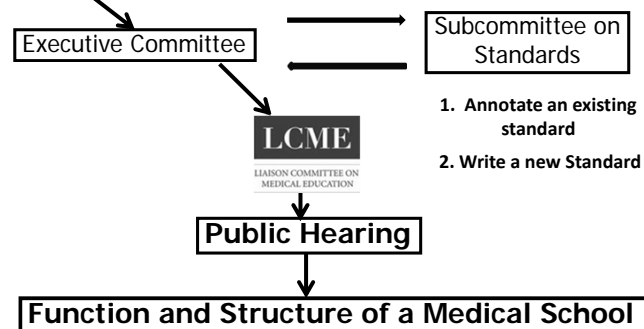 Executive Committee
Subcommittee on
Standards
1. Annotate an existing
standard
2. Write a new Standard
LCME
LIAISON COMMITTEE ON
MEDICAL EDUCATION
Public Hearing
Function and Structure of a Medical School